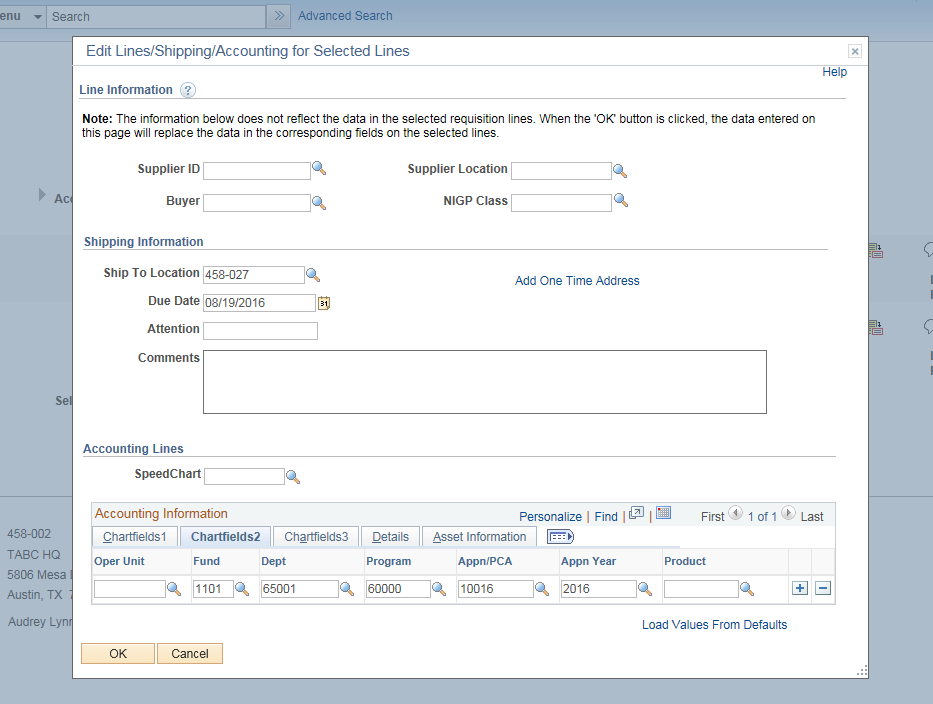 enu Search Advanced Search
Edit Lines/Shipping/Accounting for Selected Lines
Help
Line Information ?
Note: The information below does not reflect the data in the selected requisition lines. When the 'OK' button is clicked, the data entered on
this page will replace the data in the corresponding fields on the selected lines.
Supplier ID Supplier Location
Buyer NIGP Class
Acc
Shipping Information
Ship To Location 458-027
Add One Time Address
Due Date 08/19/2016 31
Attention
Comments
Sel
Accounting Lines
SpeedChart
Accounting Information Personalize | Find | | First 1 of 1 Last
Chartfields1 Chartfields2 Chartfields3 Details Asset Information
Oper Unit Fund Dept Program Appn/PCA Appn Year Product
1101 65001 60000 10016 2016
Load Values From Defaults
OK Cancel
458-002
TABC HQ
5806 Mesa
Austin, TX 7
Audrey Lynn